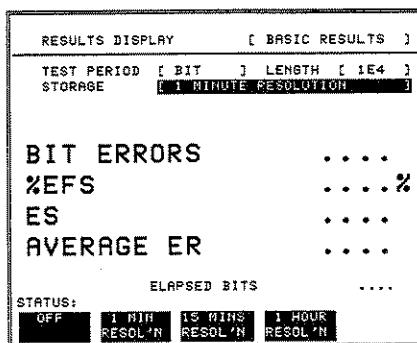 RESULTS DISPLAY [ BASIC RESULTS ]
TEST PERIOD [ BIT ] LENGTH [ 1E4 ]
STORAGE [ 1 MINUTE RESOLUTION ]
BIT ERRORS ....
%EFS ....%
ES ....
AVERAGE ER ....
ELAPSED BITS ....
STATUS:
OFF 1 MIN RESOL'N 15 MINS RESOL'N 1 HOUR RESOL'N